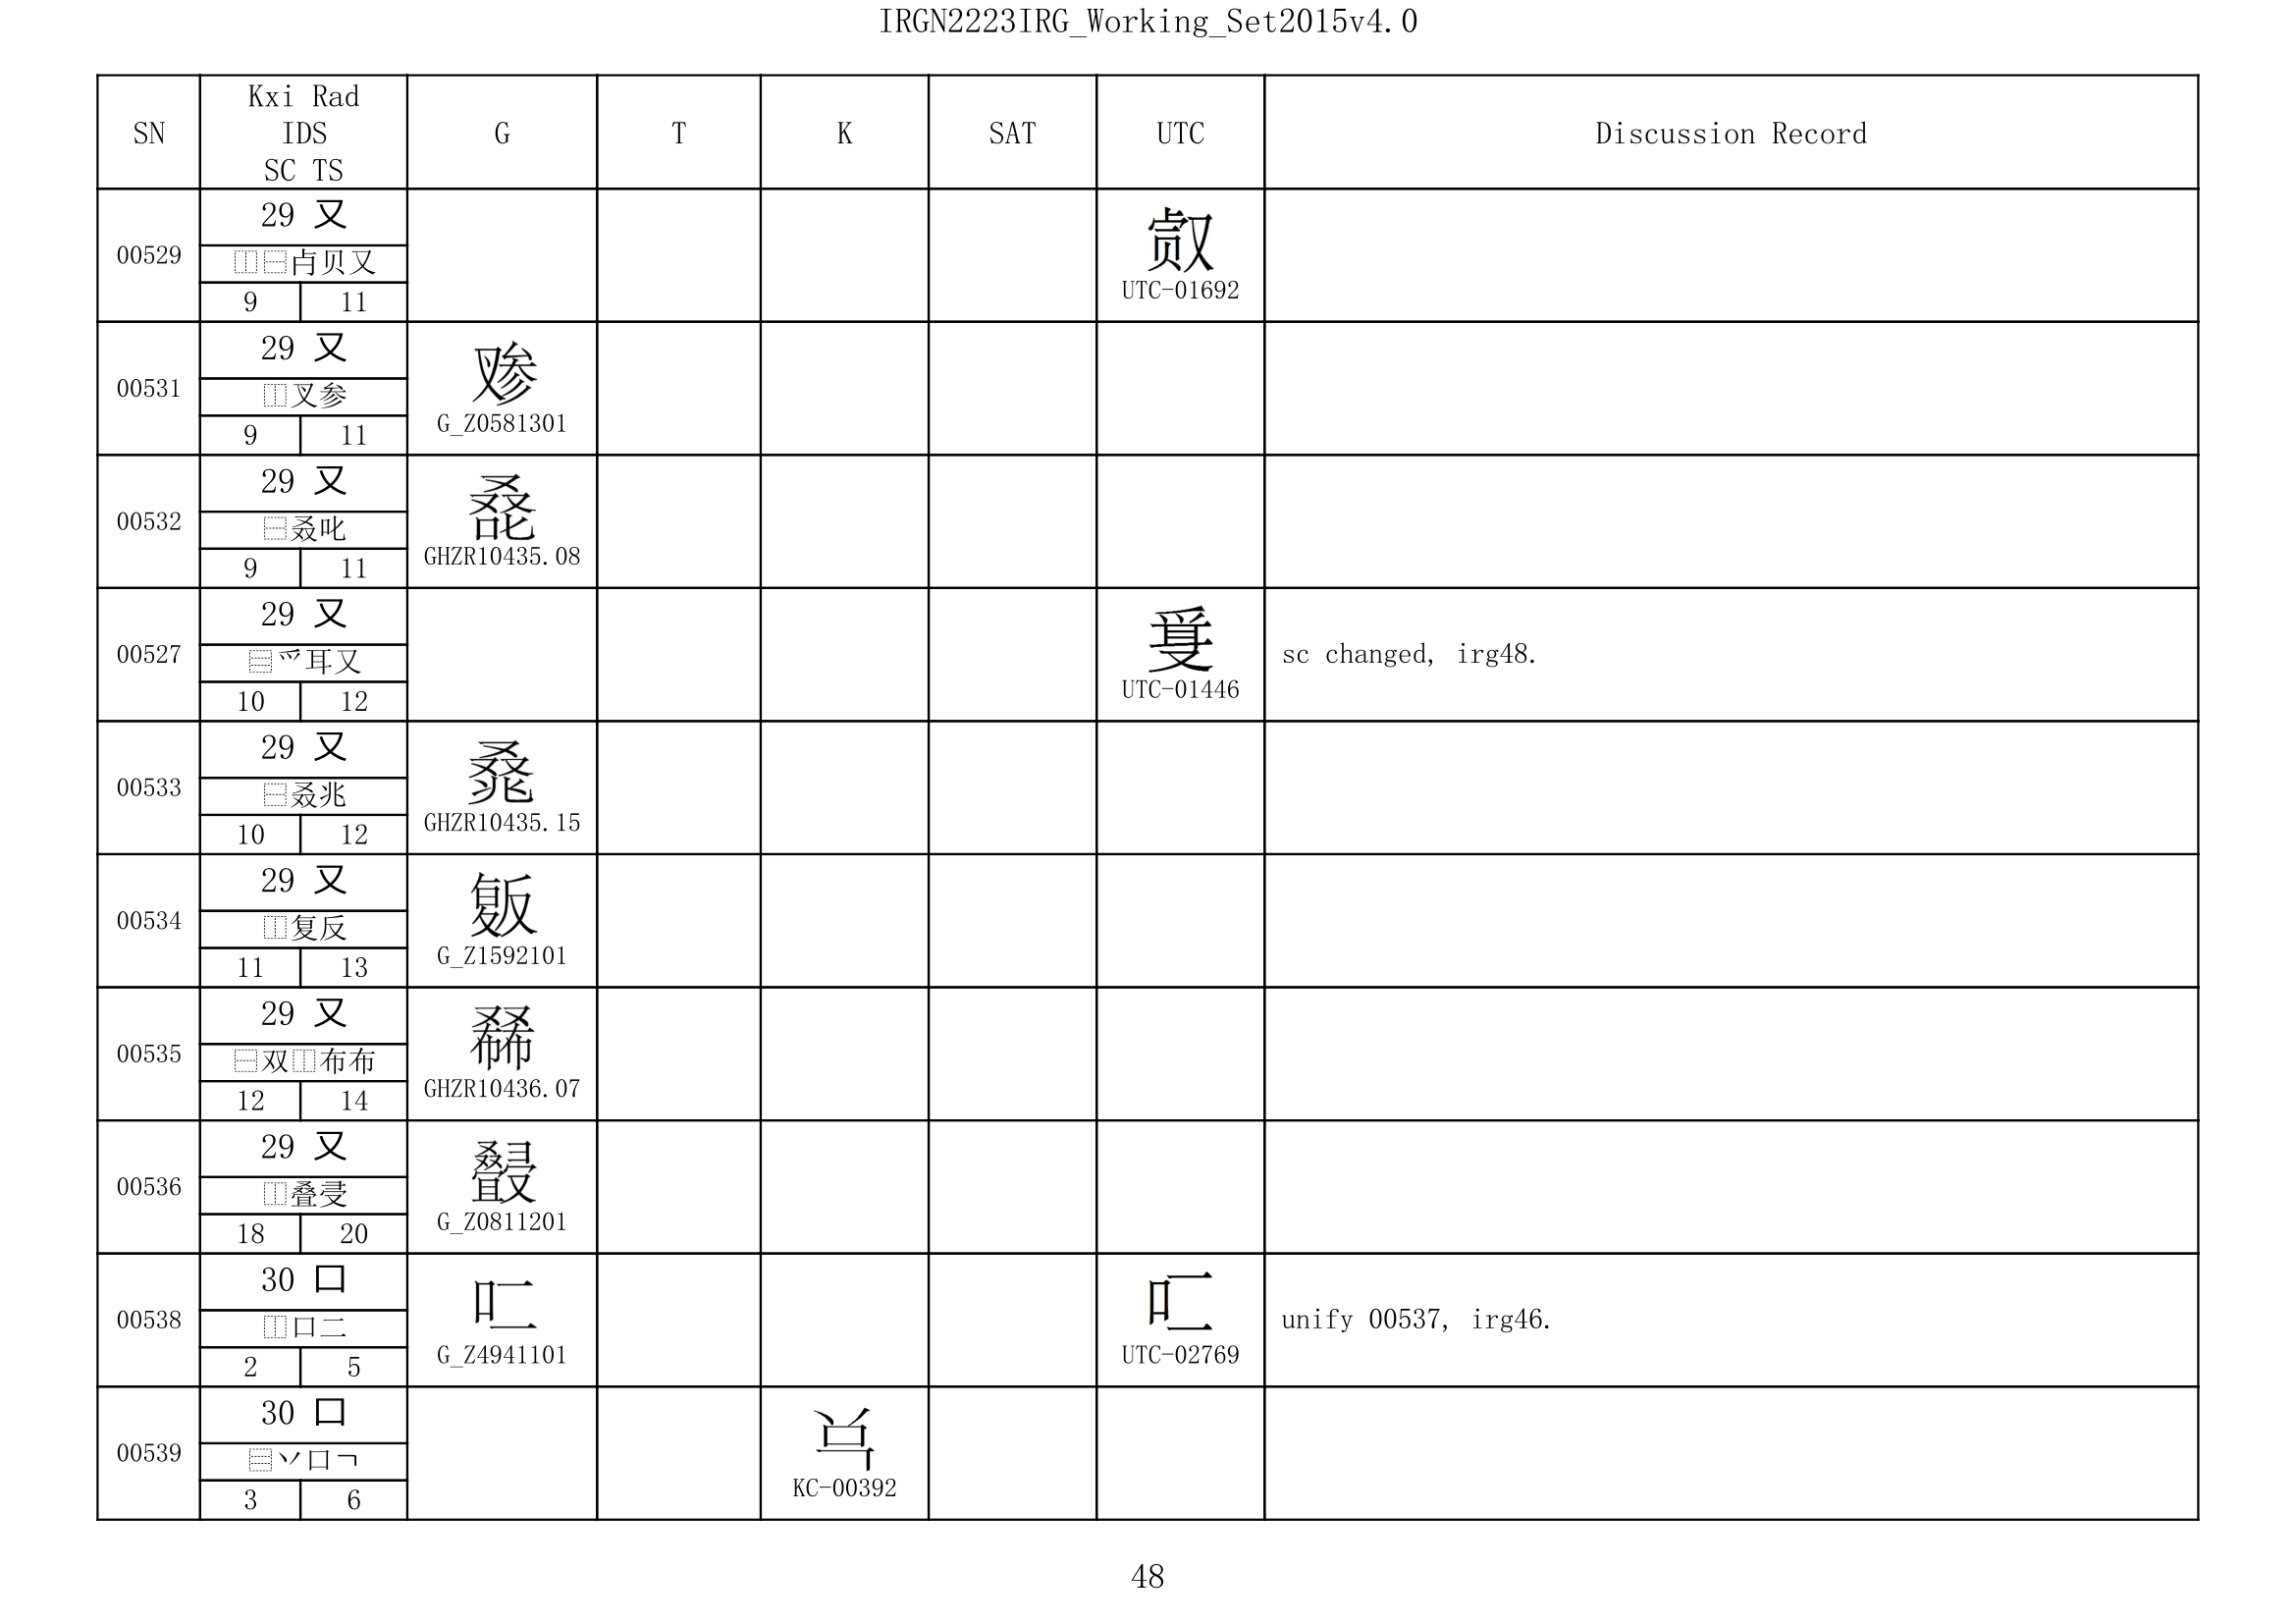 IRGN2223IRG_Working_Set2015v4.0
SN
Kxi Rad
IDS
SC TS
G
T
K
SAT
UTC
Discussion Record
00529
29 又
⿰⿱⺊冃贝又
9 11
UTC-01692
00531
29 又
⿰叉参
9 11
G_Z0581301
00532
29 又
⿱叒叱
9 11
GHZR10435.08
00527
29 又
⿳爫耳又
10 12
UTC-01446
sc changed, irg48.
00533
29 又
⿱叒兆
10 12
GHZR10435.15
00534
29 又
⿰复反
11 13
G_Z1592101
00535
29 又
⿱双⿰布布
12 14
GHZR10436.07
00536
29 又
⿰叠𠬶
18 20
G_Z0811201
00538
30 口
⿰口二
2 5
G_Z4941101
UTC-02769
unify 00537, irg46.
00539
30 口
⿳丷口㇕
3 6
KC-00392
48